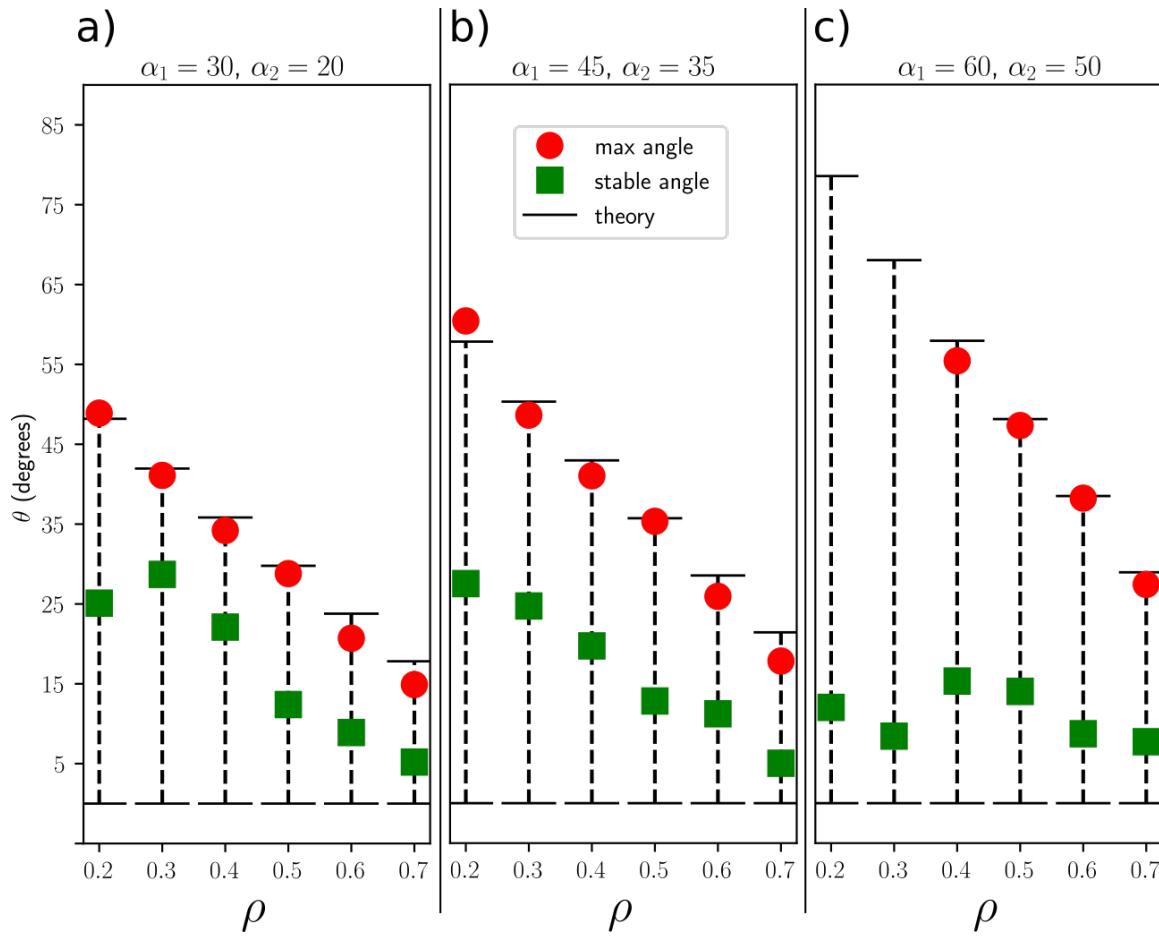 a)
b)
c)
α₁ = 30, α₂ = 20
α₁ = 45, α₂ = 35
α₁ = 60, α₂ = 50
max angle
stable angle
theory
θ (degrees)
85
75
65
55
45
35
25
15
5
0.2 0.3 0.4 0.5 0.6 0.7
0.2 0.3 0.4 0.5 0.6 0.7
0.2 0.3 0.4 0.5 0.6 0.7
ρ
ρ
ρ